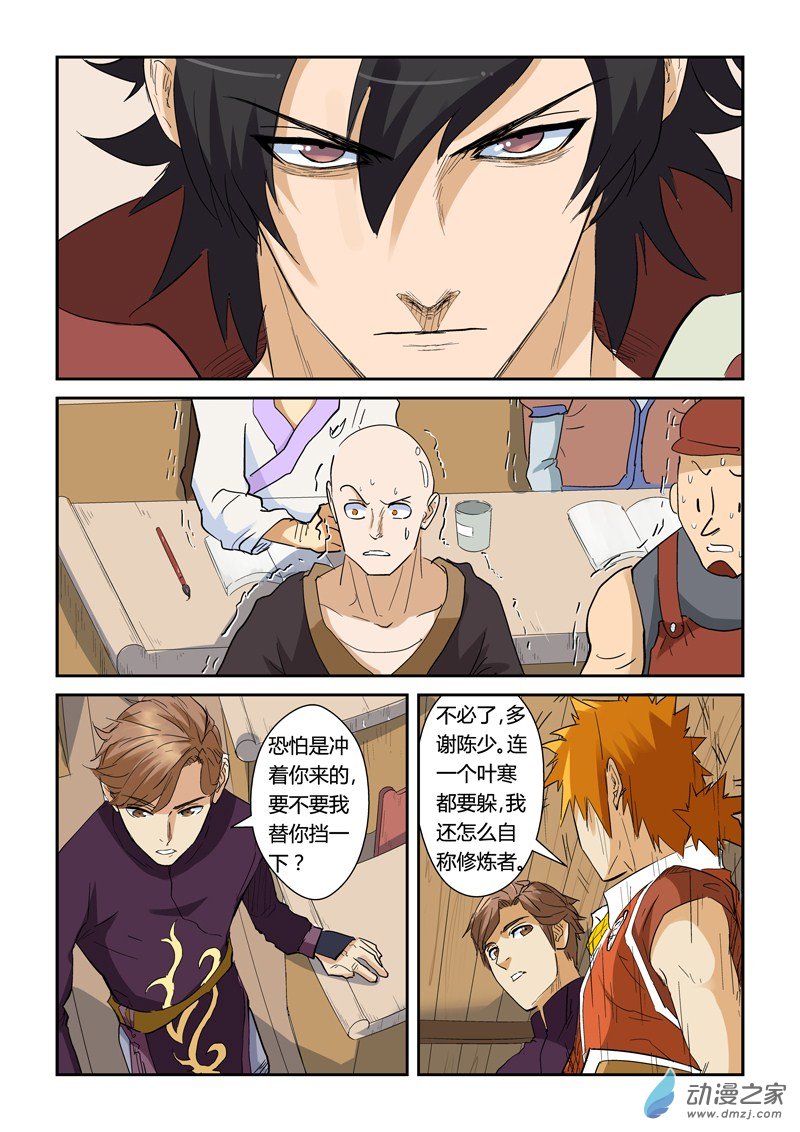 恐怕是冲
着你来的，
要不要我
替你挡一
下？
不必了，多
谢陈少。连
一个叶寒
都要躲，我
还怎么自
称修炼者。
动漫之家
www.dmzj.com